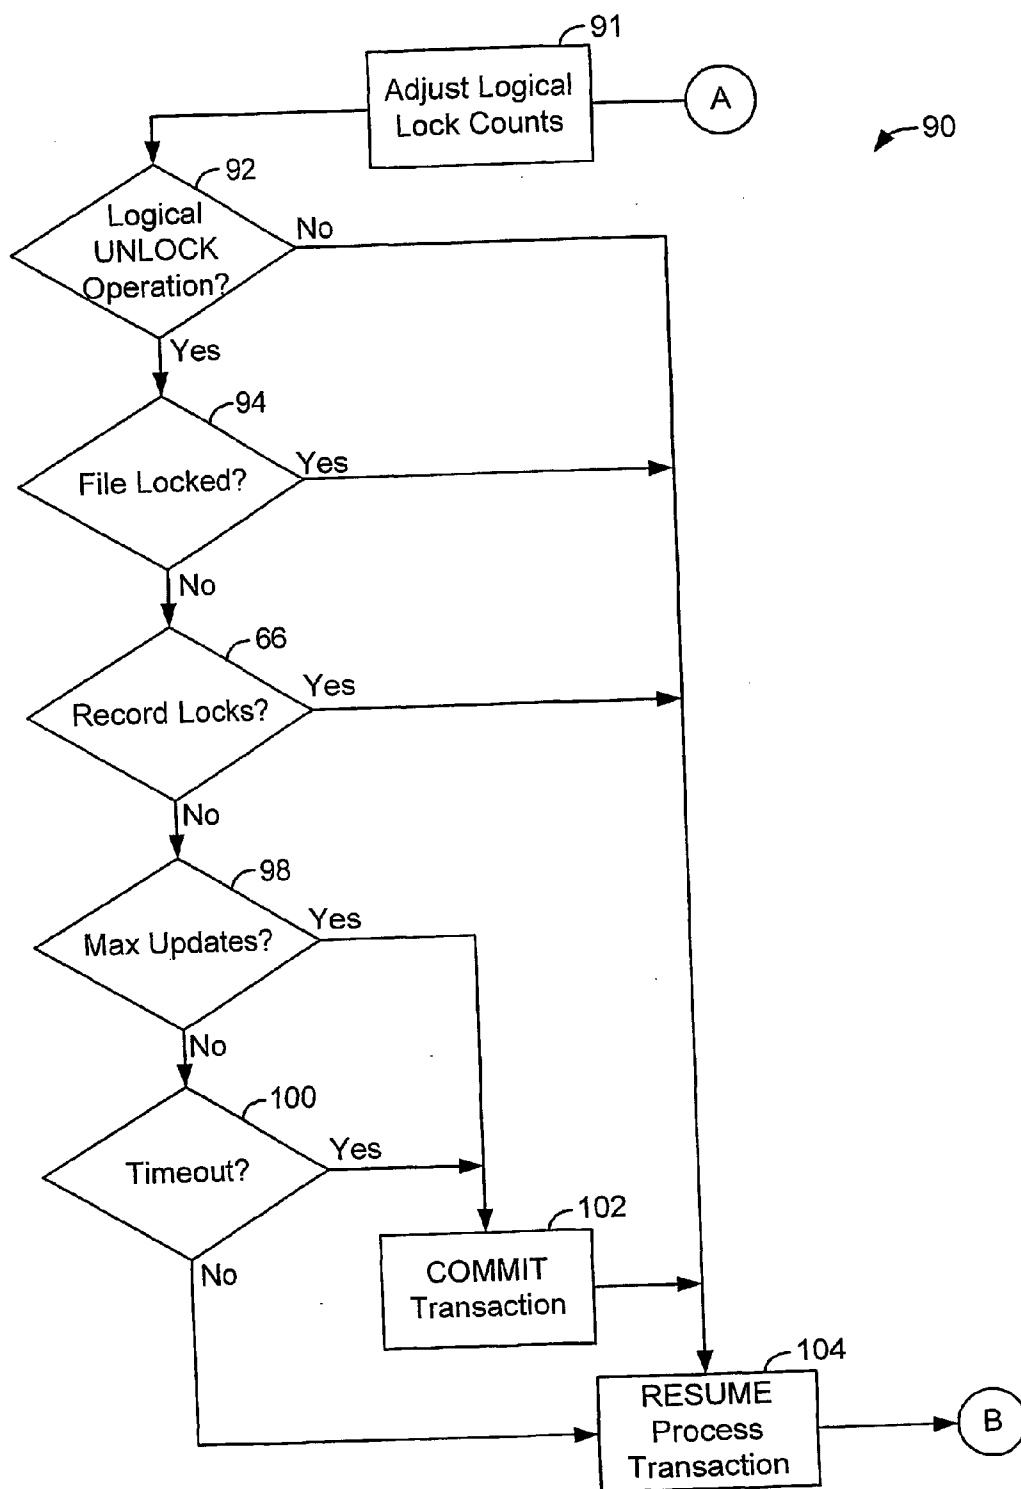 91
Adjust Logical
Lock Counts
A
90
92
Logical
UNLOCK
Operation?
No
Yes
94
File Locked?
Yes
No
66
Record Locks?
Yes
No
98
Max Updates?
Yes
No
100
Timeout?
Yes
No
102
COMMIT
Transaction
104
RESUME
Process
Transaction
B